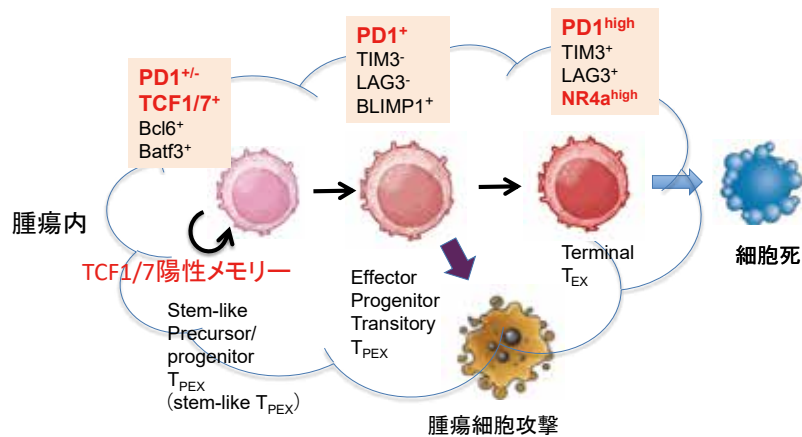 PD1+/-
TCF1/7+
Bcl6+
Batf3+
PD1+
TIM3-
LAG3-
BLIMP1+
PD1high
TIM3+
LAG3+
NR4ahigh
腫瘍内
TCF1/7陽性メモリー
Stem-like
Precursor/
progenitor
TPEX
(stem-like TPEX)
Effector
Progenitor
Transitory
TPEX
Terminal
TEX
細胞死
腫瘍細胞攻撃